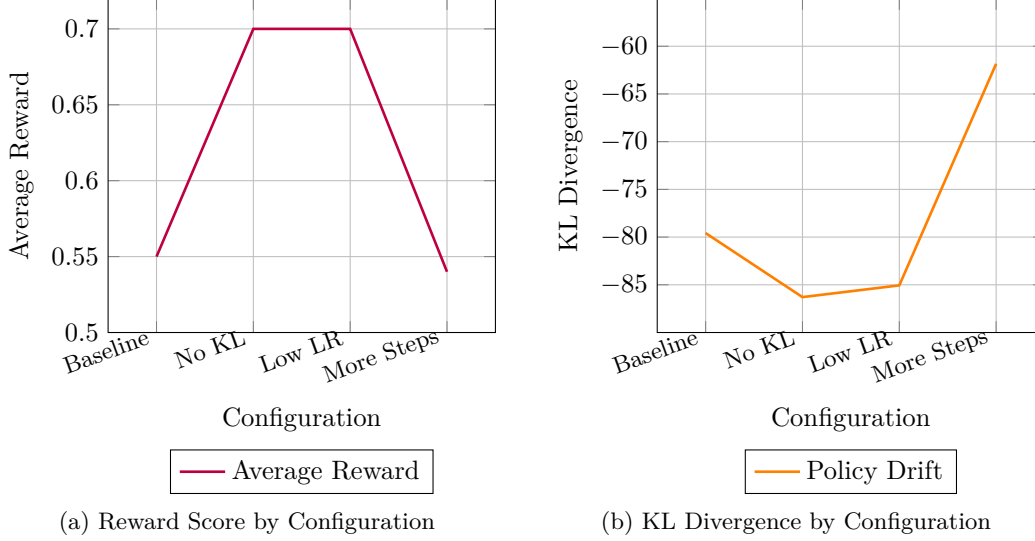 0.7
0.65
0.6
0.55
0.5
Average Reward
Baseline
No KL
Low LR
More Steps
Configuration
Average Reward
(a) Reward Score by Configuration
−60
−65
−70
−75
−80
−85
KL Divergence
Baseline
No KL
Low LR
More Steps
Configuration
Policy Drift
(b) KL Divergence by Configuration